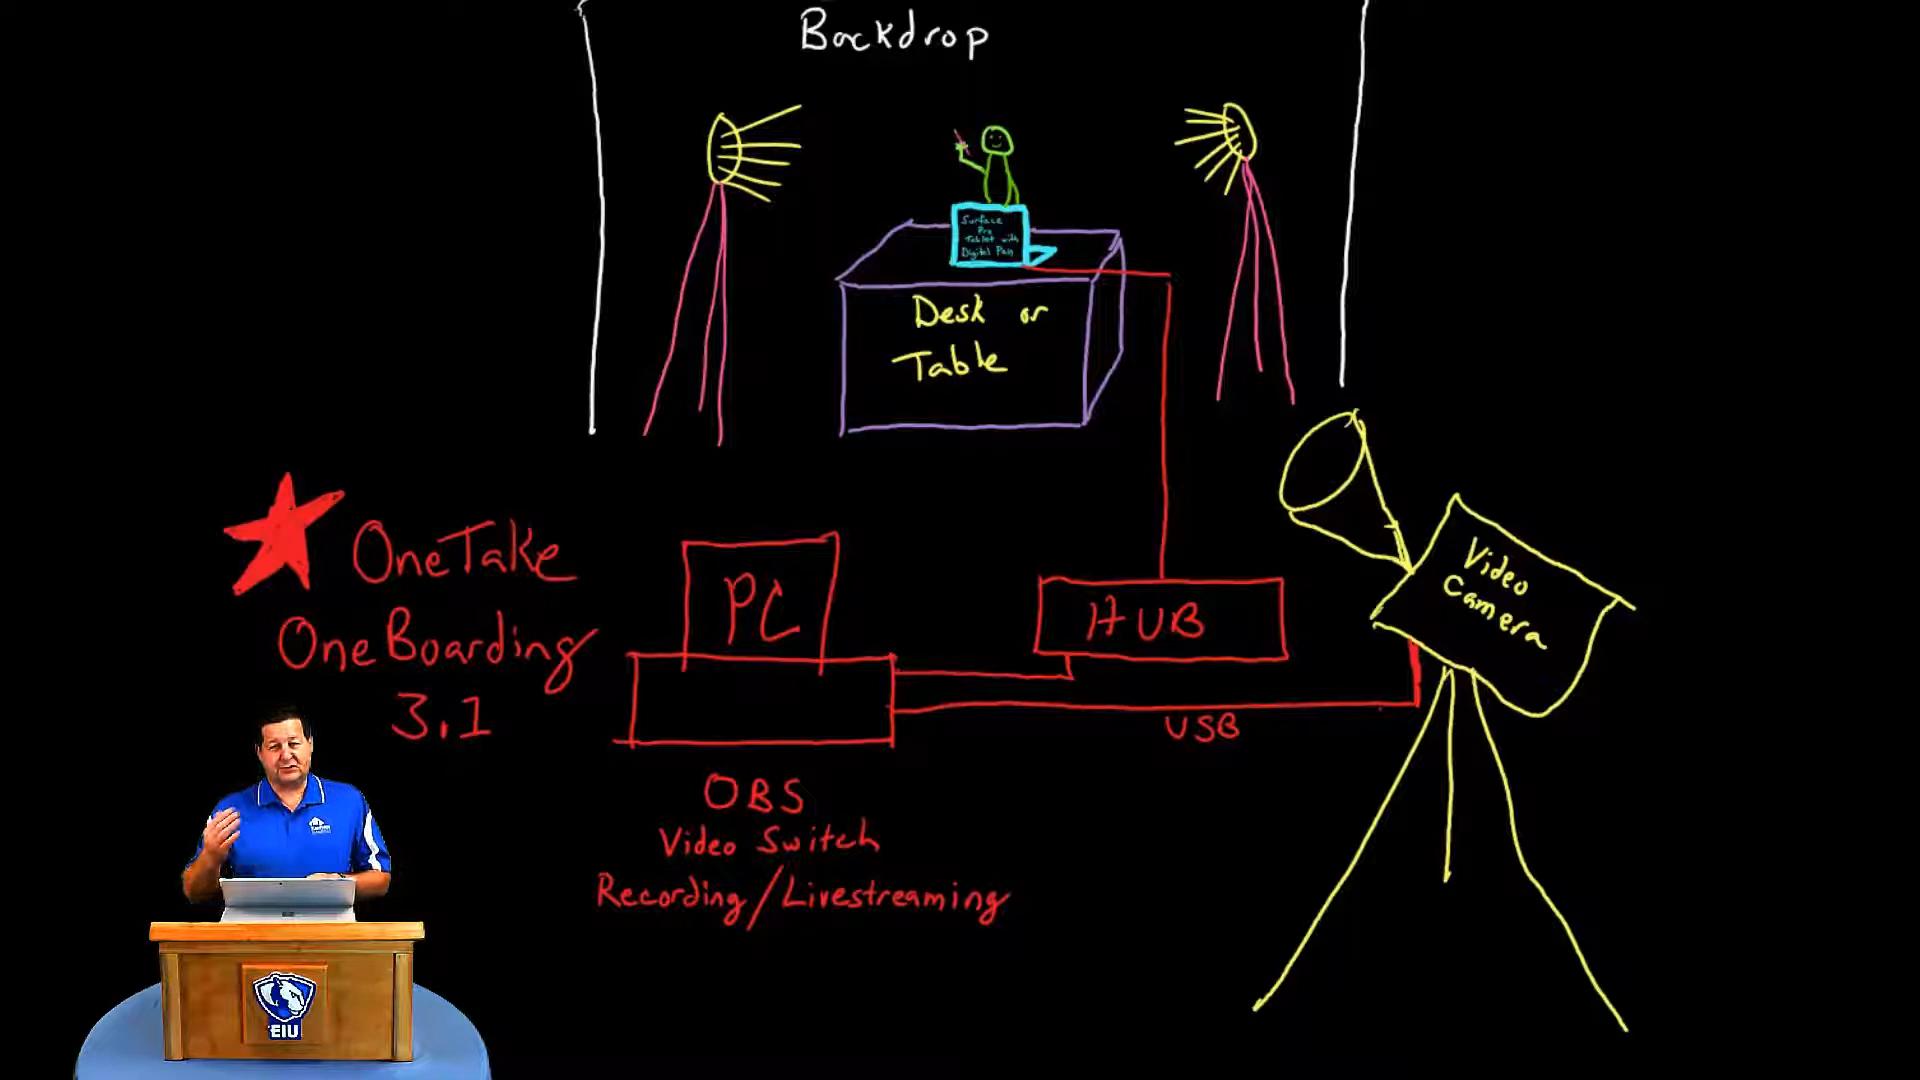 Backdrop
Surface
Pro
Tablet with
Digital Pen
Desk or
Table
OneTake
OneBoarding
3.1
PC
HUB
Video
Camera
USB
OBS
Video Switch
Recording/Livestreaming
EIU